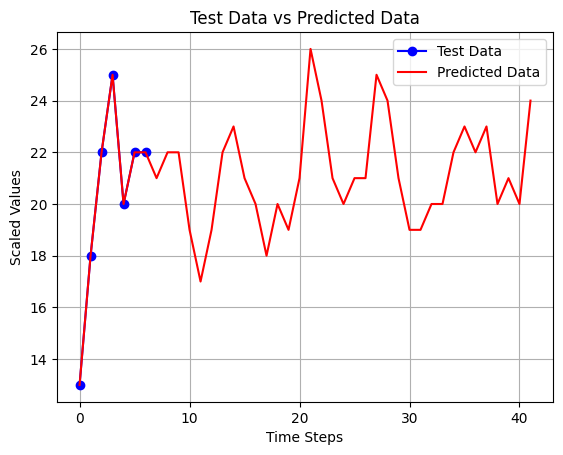 Test Data vs Predicted Data
Test Data
Predicted Data
Scaled Values
26
24
22
20
18
16
14
0 10 20 30 40
Time Steps